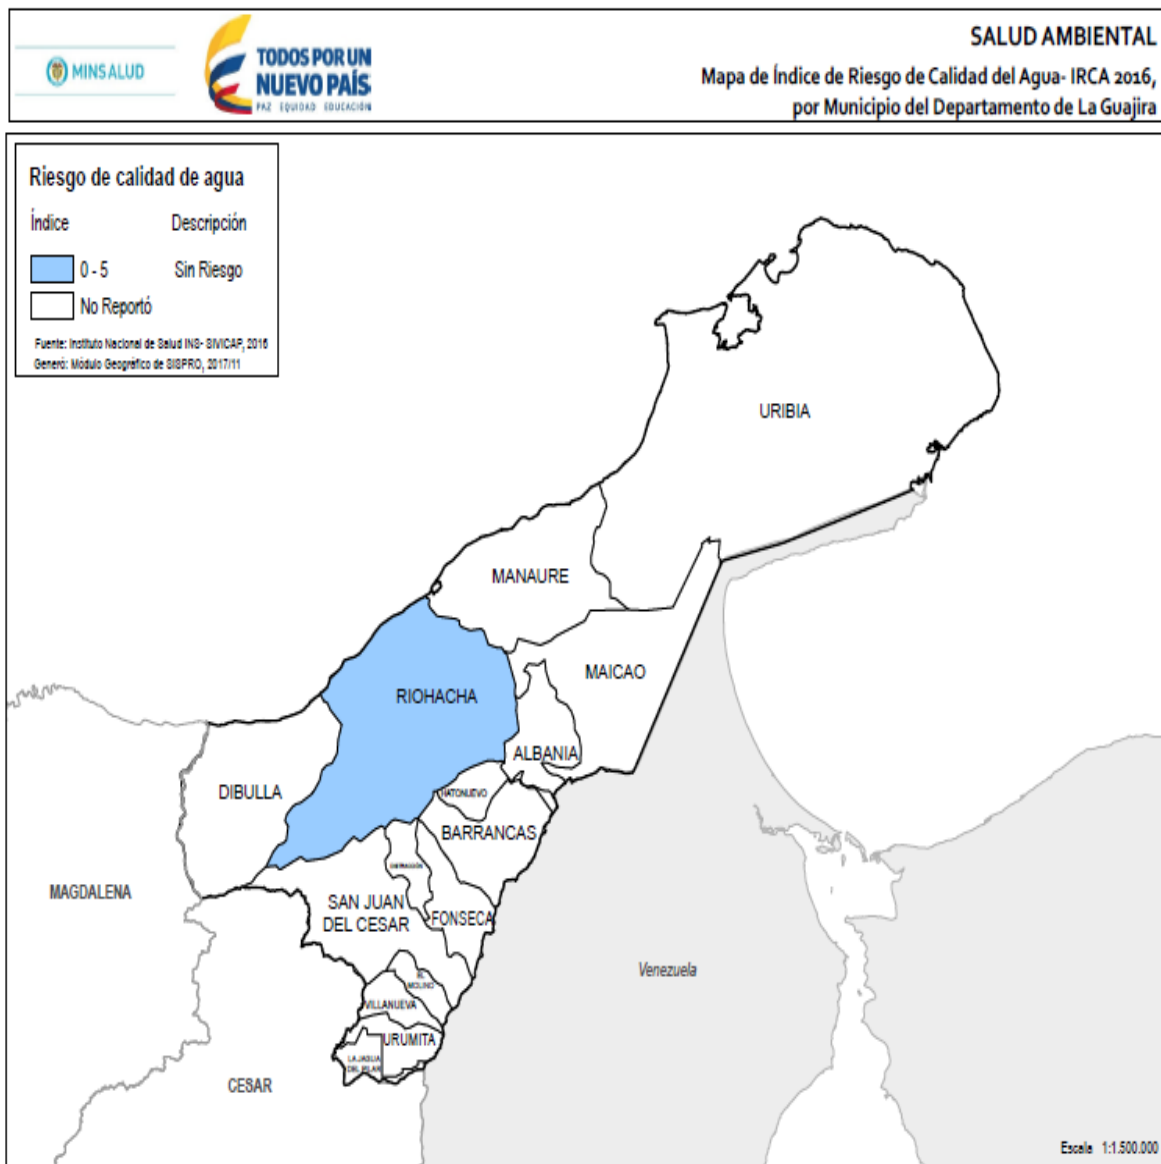 MINSALUD
TODOS POR UN
NUEVO PAÍS
PAZ EQUIDAD EDUCACIÓN
SALUD AMBIENTAL
Mapa de Índice de Riesgo de Calidad del Agua- IRCA 2016,
por Municipio del Departamento de La Guajira
Riesgo de calidad de agua
Índice Descripción
0 - 5 Sin Riesgo
No Reportó
Fuente: Instituto Nacional de Salud INS- SIVICAP, 2016
Generó: Módulo Geográfico de SISPRO, 2017/11
URIBIA
MANAURE
MAICAO
RIOHACHA
ALBANIA
DIBULLA
HATONUEVO
BARRANCAS
DISTRACCIÓN
MAGDALENA
SAN JUAN
DEL CESAR
FONSECA
Venezuela
EL
MOLINO
VILLANUEVA
URUMITA
LA JAGUA
DEL PILAR
CESAR
Escala 1:1.500.000